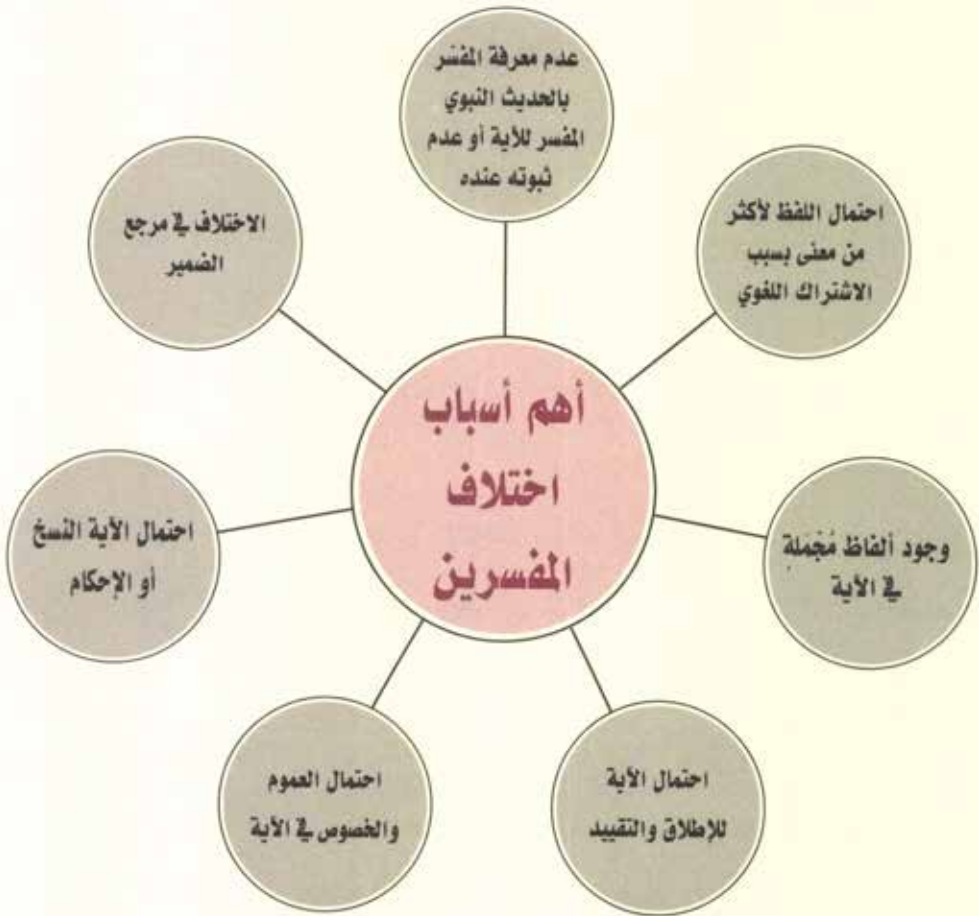 أهم أسباب
اختلاف
المفسرين
عدم معرفة المفسّر
بالحديث النبوي
المفسر للآية أو عدم
ثبوته عنده
احتمال اللفظ لأكثر
من معنى بسبب
الاشتراك اللغوي
وجود ألفاظ مُجْمَلةٍ
في الآية
احتمال الآية
للإطلاق والتقييد
احتمال العموم
والخصوص في الآية
احتمال الآية النسخ
أو الإحكام
الاختلاف في مرجع
الضمير